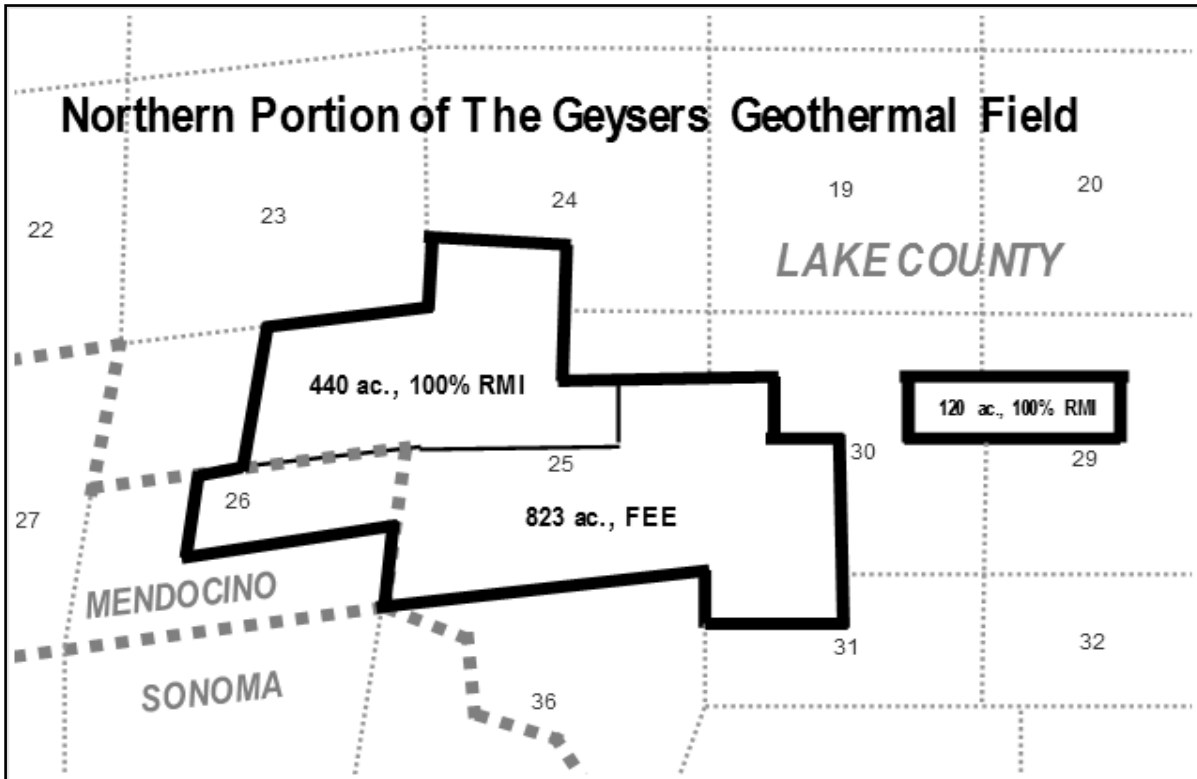 Northern Portion of The Geysers Geothermal Field
24
19
20
23
22
LAKE COUNTY
440 ac., 100% RMI
120 ac., 100% RMI
25
30
29
26
823 ac., FEE
27
MENDOCINO
31
32
SONOMA
36